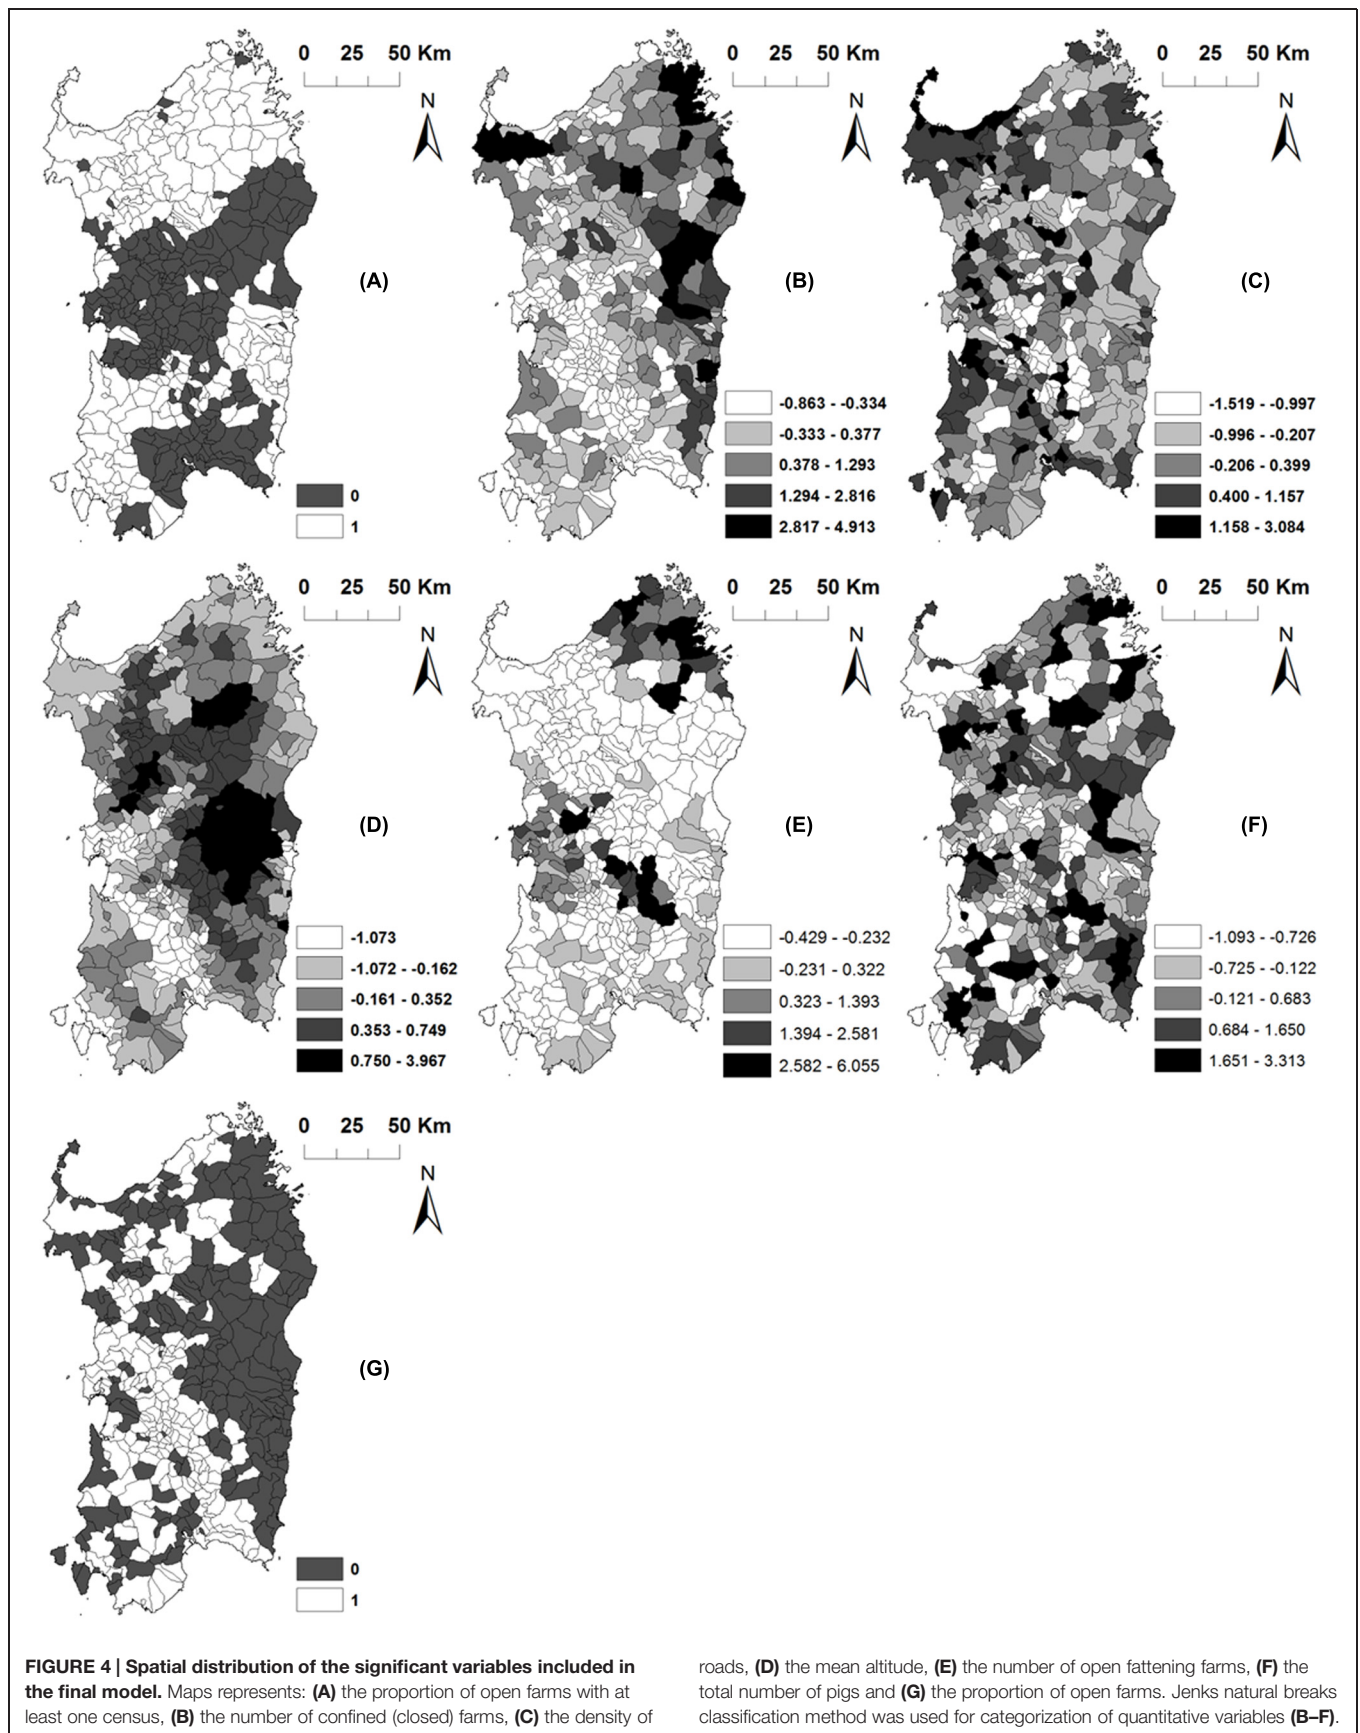 0 25 50 Km
N
(A)
0
1
0 25 50 Km
N
(B)
-0.863 - -0.334
-0.333 - 0.377
0.378 - 1.293
1.294 - 2.816
2.817 - 4.913
0 25 50 Km
N
(C)
-1.519 - -0.997
-0.996 - -0.207
-0.206 - 0.399
0.400 - 1.157
1.158 - 3.084
0 25 50 Km
N
(D)
-1.073
-1.072 - -0.162
-0.161 - 0.352
0.353 - 0.749
0.750 - 3.967
0 25 50 Km
N
(E)
-0.429 - -0.232
-0.231 - 0.322
0.323 - 1.393
1.394 - 2.581
2.582 - 6.055
0 25 50 Km
N
(F)
-1.093 - -0.726
-0.725 - -0.122
-0.121 - 0.683
0.684 - 1.650
1.651 - 3.313
0 25 50 Km
N
(G)
0
1
FIGURE 4 | Spatial distribution of the significant variables included in
the final model. Maps represents: (A) the proportion of open farms with at
least one census, (B) the number of confined (closed) farms, (C) the density of
roads, (D) the mean altitude, (E) the number of open fattening farms, (F) the
total number of pigs and (G) the proportion of open farms. Jenks natural breaks
classification method was used for categorization of quantitative variables (B–F).